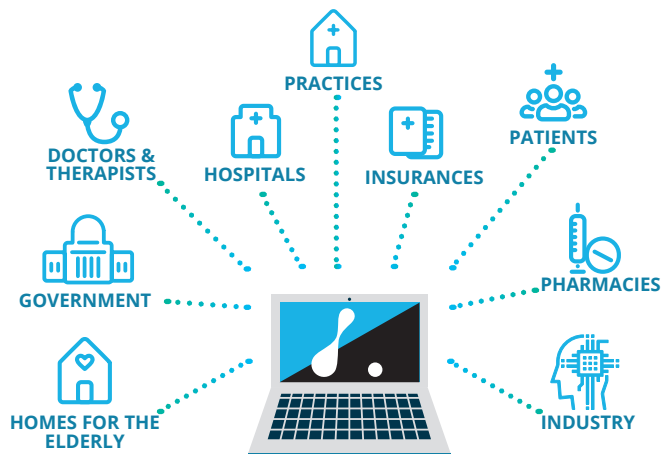 PRACTICES
DOCTORS &
THERAPISTS
HOSPITALS
INSURANCES
PATIENTS
GOVERNMENT
PHARMACIES
HOMES FOR THE
ELDERLY
INDUSTRY